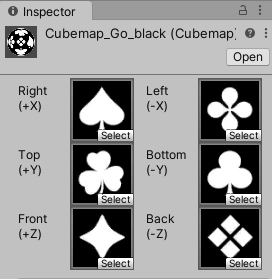 Inspector
Cubemap_Go_black (Cubemap)
Open
Right Left
(+X) (-X)
Select Select
Top Bottom
(+Y) (-Y)
Select Select
Front Back
(+Z) (-Z)
Select Select